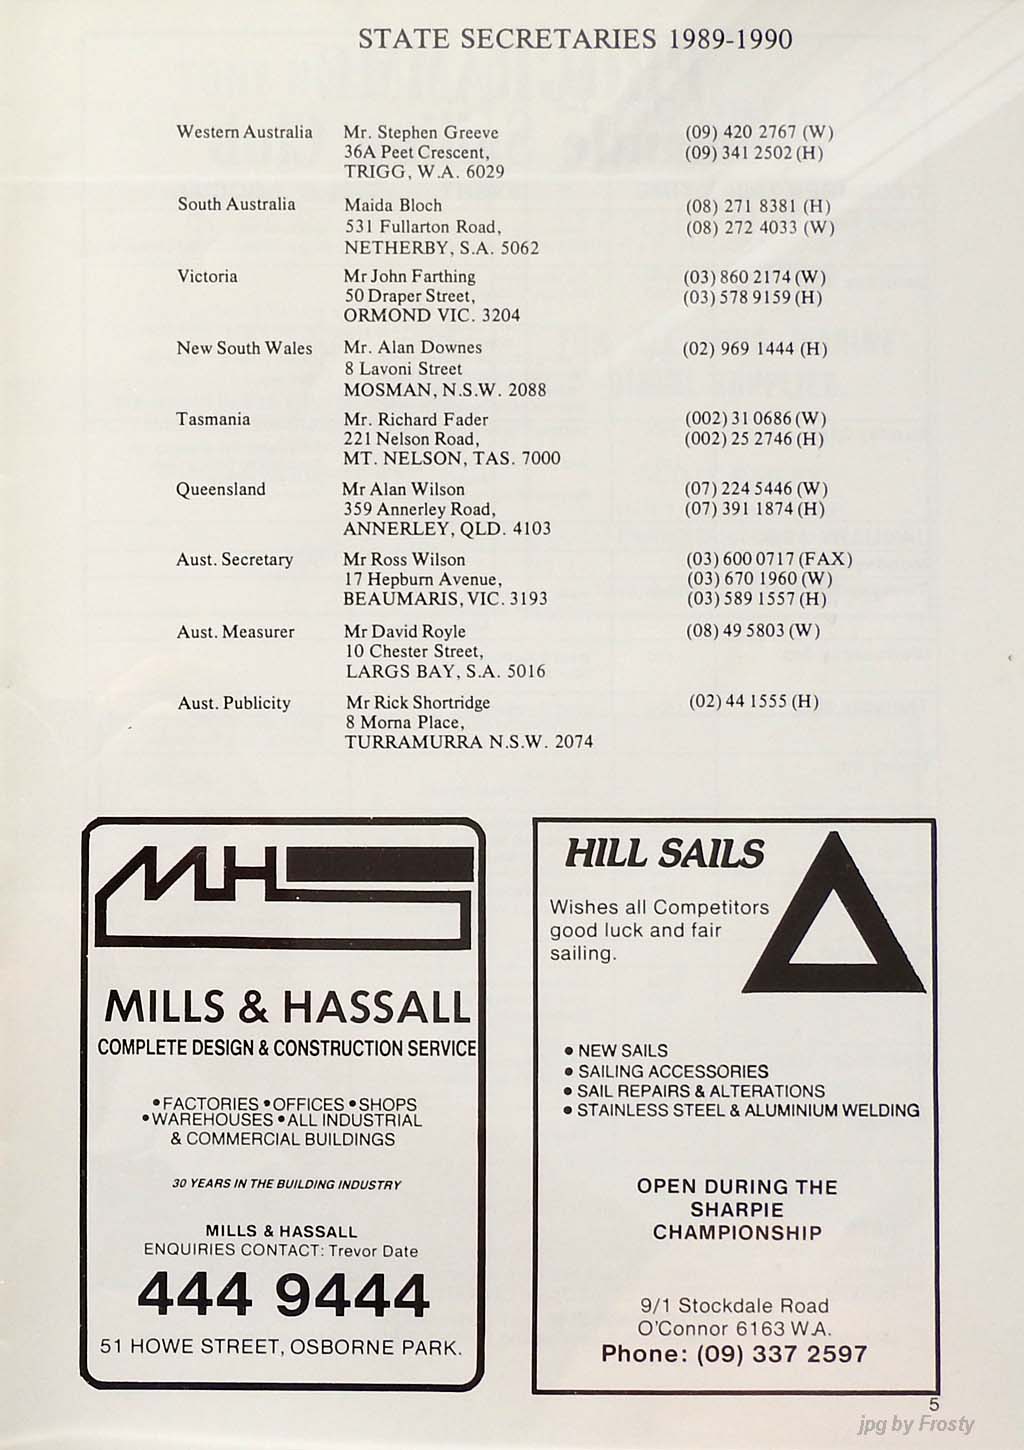 STATE SECRETARIES 1989-1990
Western Australia Mr. Stephen Greeve (09) 420 2767 (W)
36A Peet Crescent, (09) 341 2502 (H)
TRIGG, W.A. 6029
South Australia Maida Bloch (08) 271 8381 (H)
531 Fullarton Road, (08) 272 4033 (W)
NETHERBY, S.A. 5062
Victoria Mr John Farthing (03) 860 2174 (W)
50 Draper Street, (03) 578 9159 (H)
ORMOND VIC. 3204
New South Wales Mr. Alan Downes (02) 969 1444 (H)
8 Lavoni Street
MOSMAN, N.S.W. 2088
Tasmania Mr. Richard Fader (002) 31 0686 (W)
221 Nelson Road, (002) 25 2746 (H)
MT. NELSON, TAS. 7000
Queensland Mr Alan Wilson (07) 224 5446 (W)
359 Annerley Road, (07) 391 1874 (H)
ANNERLEY, QLD. 4103
Aust. Secretary Mr Ross Wilson (03) 600 0717 (FAX)
17 Hepburn Avenue, (03) 670 1960 (W)
BEAUMARIS, VIC. 3193 (03) 589 1557 (H)
Aust. Measurer Mr David Royle (08) 49 5803 (W)
10 Chester Street,
LARGS BAY, S.A. 5016
Aust. Publicity Mr Rick Shortridge (02) 44 1555 (H)
8 Morna Place,
TURRAMURRA N.S.W. 2074
MH
MILLS & HASSALL
COMPLETE DESIGN & CONSTRUCTION SERVICE
• FACTORIES • OFFICES • SHOPS
• WAREHOUSES • ALL INDUSTRIAL
& COMMERCIAL BUILDINGS
30 YEARS IN THE BUILDING INDUSTRY
MILLS & HASSALL
ENQUIRIES CONTACT: Trevor Date
444 9444
51 HOWE STREET, OSBORNE PARK.
HILL SAILS
Wishes all Competitors
good luck and fair
sailing.
• NEW SAILS
• SAILING ACCESSORIES
• SAIL REPAIRS & ALTERATIONS
• STAINLESS STEEL & ALUMINIUM WELDING
OPEN DURING THE
SHARPIE
CHAMPIONSHIP
9/1 Stockdale Road
O'Connor 6163 W.A.
Phone: (09) 337 2597
5
jpg by Frosty